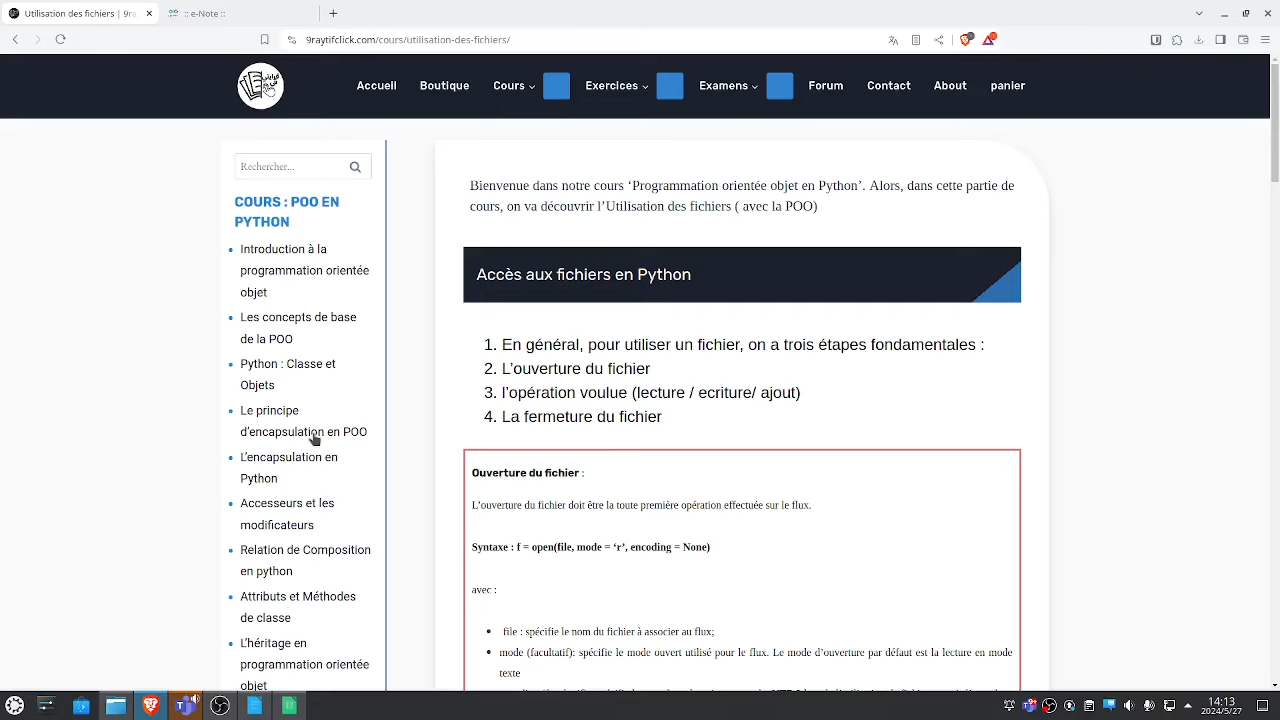 Utilisation des fichiers | 9ra
:: e-Note ::
9raytifclick.com/cours/utilisation-des-fichiers/
Accueil
Boutique
Cours
Exercices
Examens
Forum
Contact
About
panier
Rechercher...
COURS : POO EN
PYTHON
Introduction à la
programmation orientée
objet
Les concepts de base
de la POO
Python : Classe et
Objets
Le principe
d'encapsulation en POO
L'encapsulation en
Python
Accesseurs et les
modificateurs
Relation de Composition
en python
Attributs et Méthodes
de classe
L'héritage en
programmation orientée
objet
Bienvenue dans notre cours ‘Programmation orientée objet en Python’. Alors, dans cette partie de
cours, on va découvrir l’Utilisation des fichiers ( avec la POO)
Accès aux fichiers en Python
1. En général, pour utiliser un fichier, on a trois étapes fondamentales :
2. L’ouverture du fichier
3. l’opération voulue (lecture / ecriture/ ajout)
4. La fermeture du fichier
Ouverture du fichier :
L’ouverture du fichier doit être la toute première opération effectuée sur le flux.
Syntaxe : f = open(file, mode = ‘r’, encoding = None)
avec :
file : spécifie le nom du fichier à associer au flux;
mode (facultatif): spécifie le mode ouvert utilisé pour le flux. Le mode d’ouverture par défaut est la lecture en mode
texte
14:13
2024/5/27